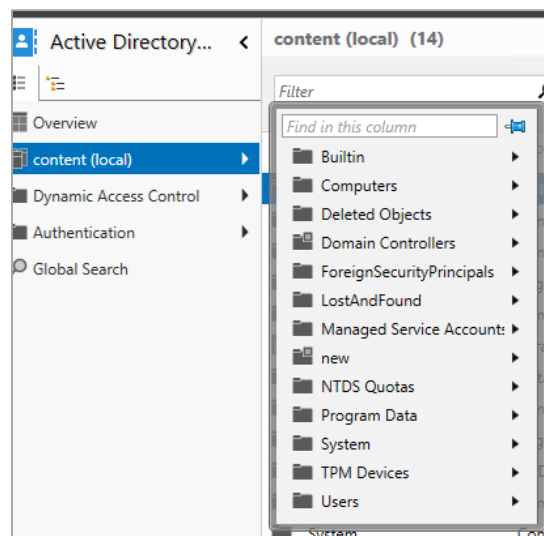 Active Directory...
content (local) (14)
Filter
Overview
content (local)
Dynamic Access Control
Authentication
Global Search
Find in this column
Builtin
Computers
Deleted Objects
Domain Controllers
ForeignSecurityPrincipals
LostAndFound
Managed Service Accounts
new
NTDS Quotas
Program Data
System
TPM Devices
Users
System